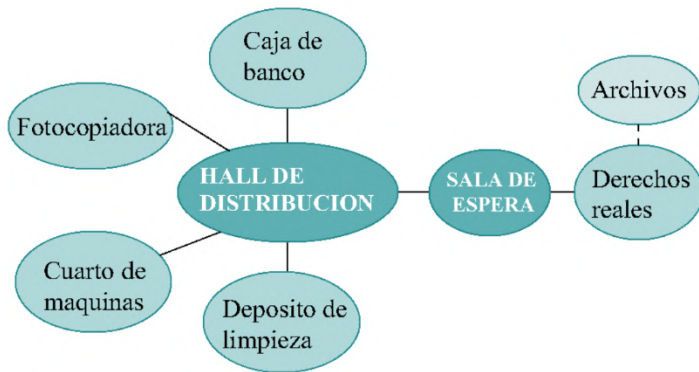 Caja de
banco
Fotocopiadora
Archivos
HALL DE
DISTRIBUCION
SALA DE
ESPERA
Derechos
reales
Cuarto de
maquinas
Deposito de
limpieza